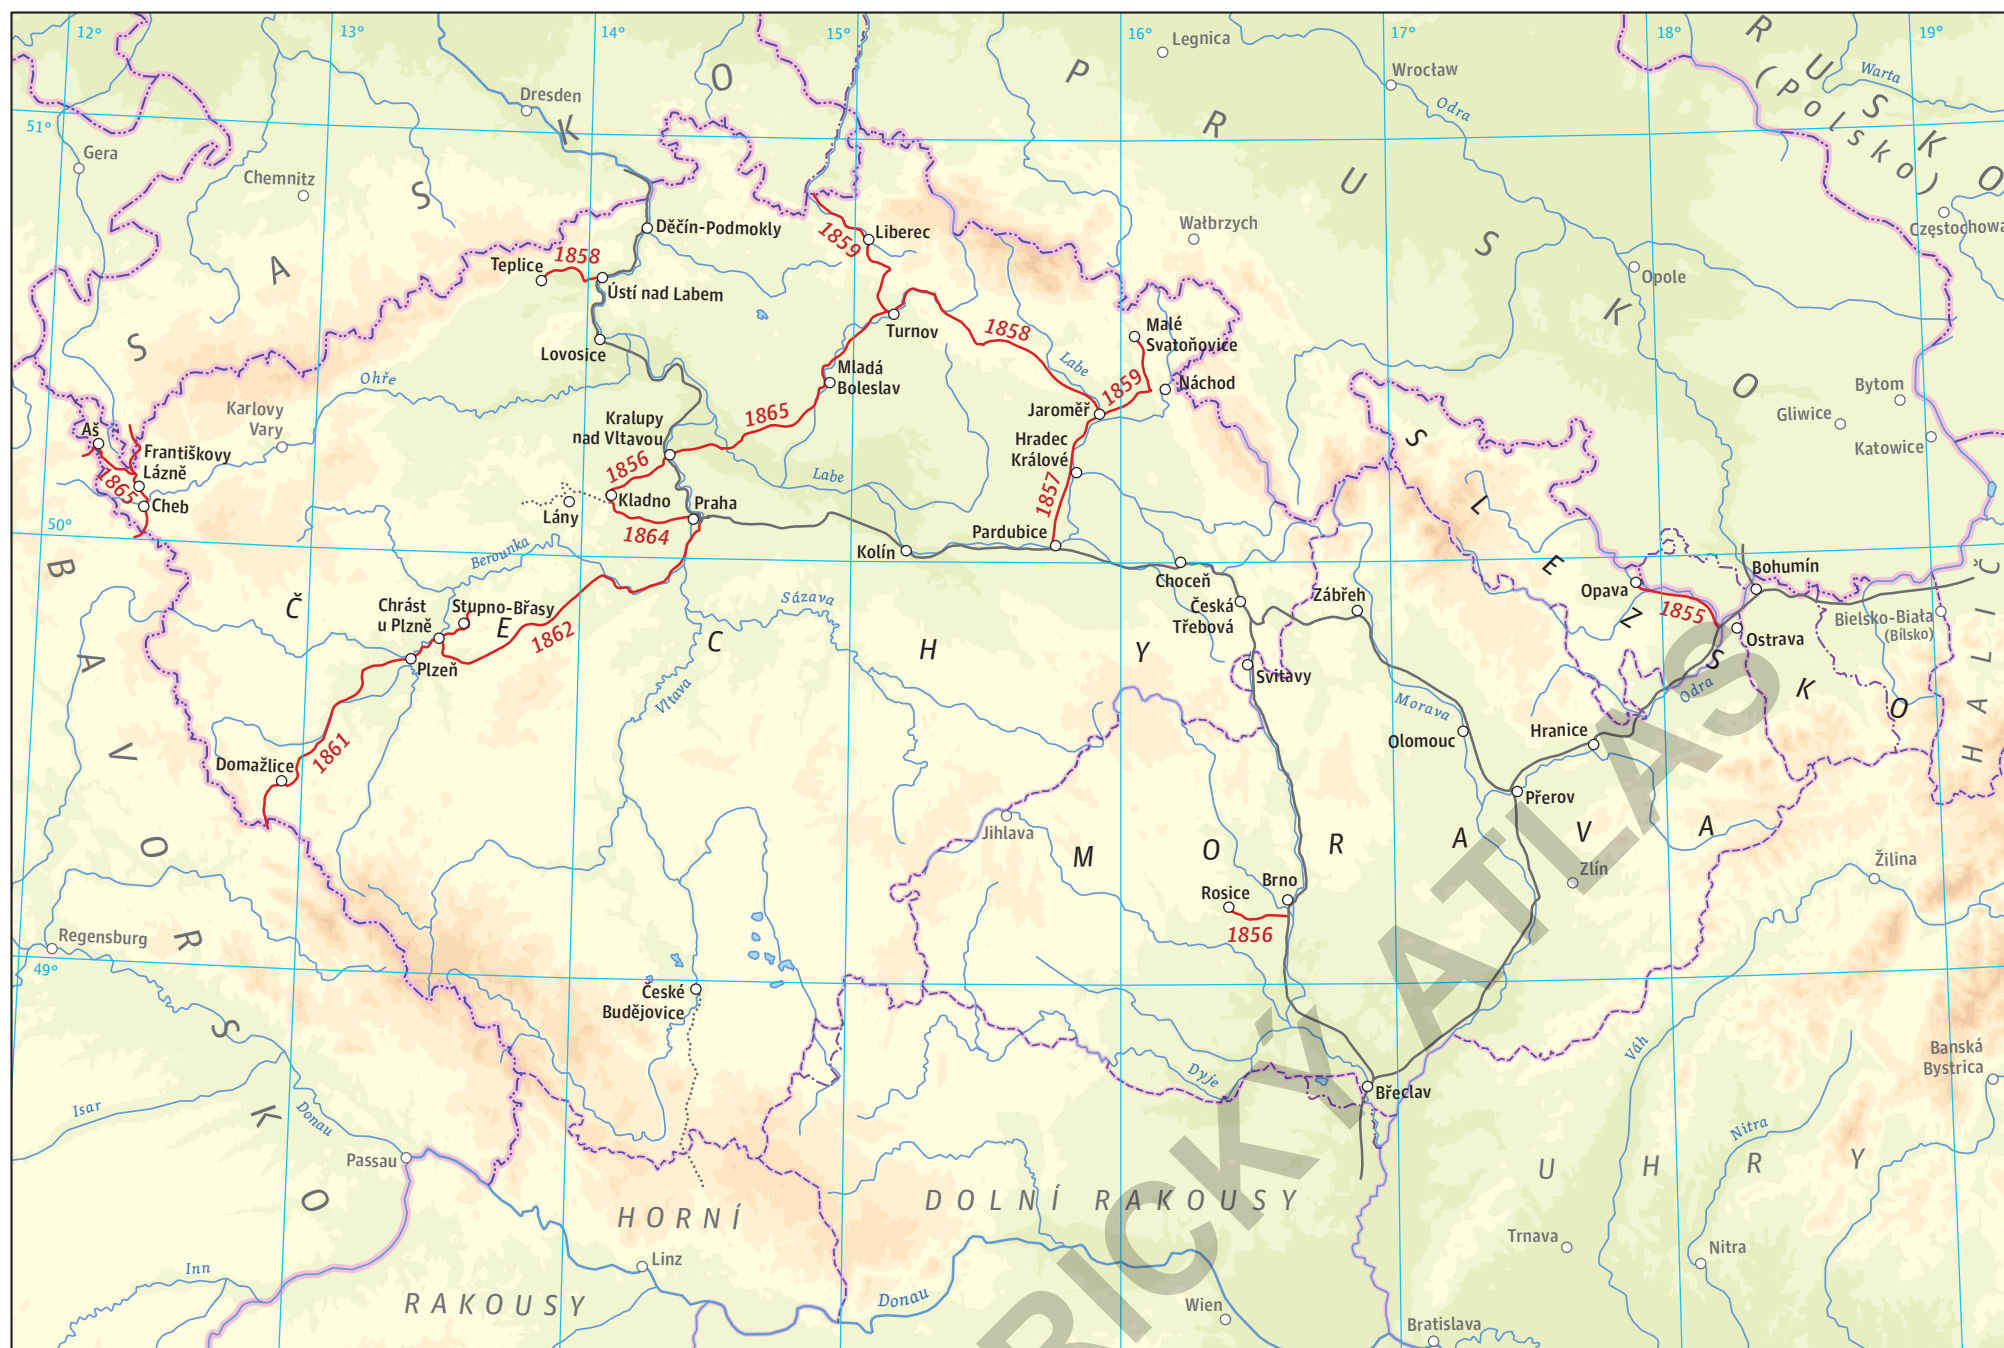 12°
13°
14°
15°
16°
17°
18°
19°
51°
50°
49°
Legnica
Wrocław
Odra
Warta
R U S K O
(Polsko)
Dresden
Gera
Chemnitz
S A S K O
P R U S K O
Wałbrzych
Opole
Częstochowa
Děčín-Podmokly
Liberec
1859
1858
Teplice
Ústí nad Labem
Turnov
1858
Malé
Svatoňovice
Lovosice
Labe
Mladá
Boleslav
Náchod
1859
Ohře
Karlovy
Vary
Bytom
Gliwice
Katowice
Kralupy
nad Vltavou
1865
Jaroměř
Hradec
Králové
Aš
Františkovy
Lázně
1865
Cheb
1856
Kladno
Lány
Praha
1864
Labe
1857
Pardubice
Kolín
Choceň
Berounka
Česká
Třebová
Zábřeh
Opava
Bohumín
1855
Ostrava
Bielsko-Biała
(Bílsko)
HALIČ
S L E Z S K O
Chrást
u Plzně
Stupno-Břasy
1862
Sázava
Č E C H Y
Plzeň
Vltava
Svitavy
Morava
Olomouc
Odra
Hranice
Domažlice
1861
Přerov
B A V O R S K O
Jihlava
M O R A V A
Zlín
Žilina
Rosice
Brno
1856
Regensburg
České
Budějovice
Isar
Donau
Dyje
Břeclav
Váh
Banská
Bystrica
Nitra
Passau
U H R Y
HORNÍ
DOLNÍ RAKOUSY
Trnava
Nitra
Inn
Linz
RAKOUSY
Donau
Wien
Bratislava
RICKÝ ATLAS